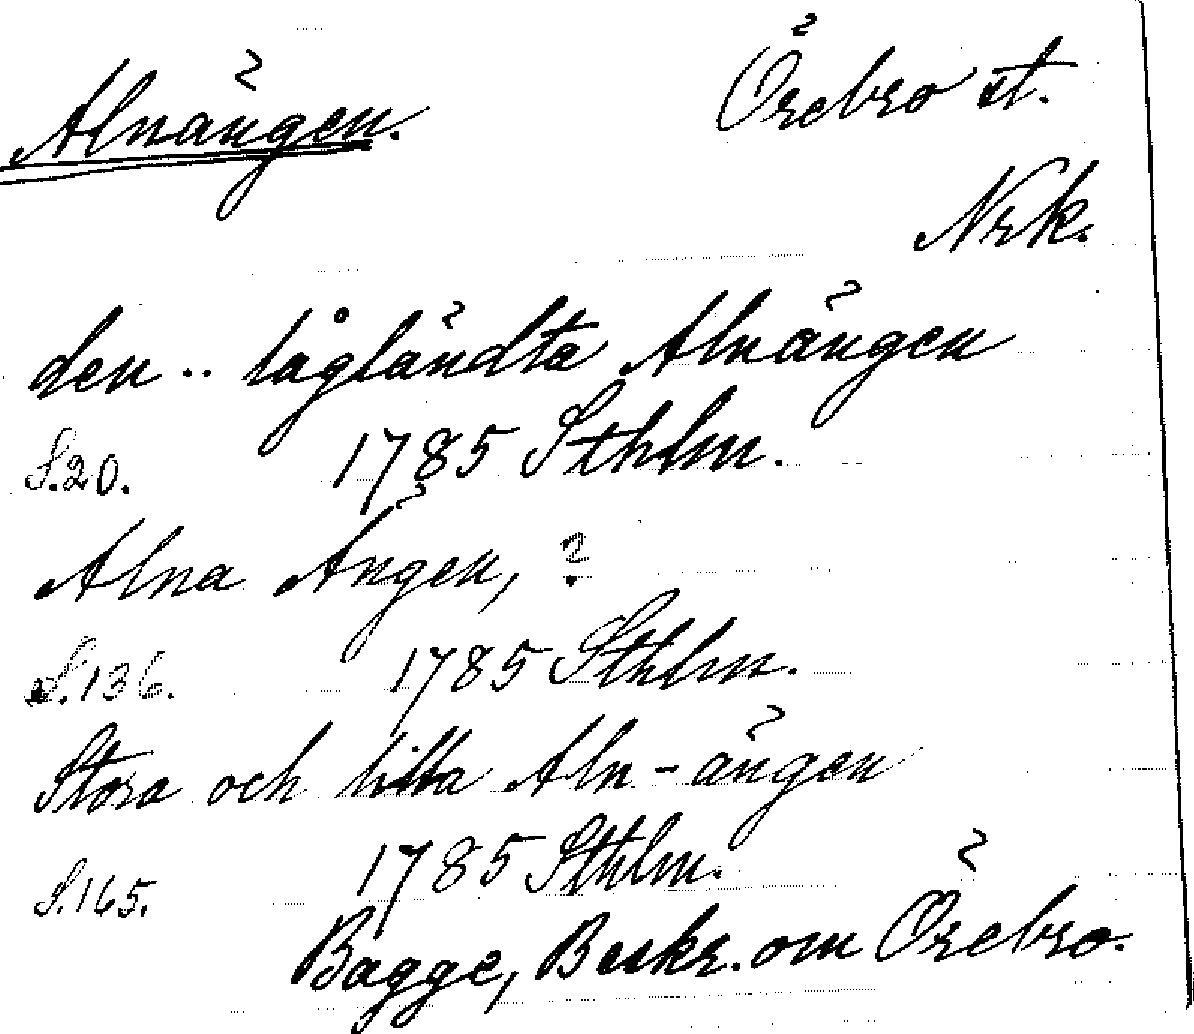 Alnängen. Örebro st.
Nrk.
den .. lågländta Alnängen
S.20. 1785 Sthlm.
Alna Ängen, ?
S.136. 1785 Sthlm.
Stora och lilla Aln-ängen
S.165. 1785 Sthlm.
Bagge, Beskr. om Örebro.